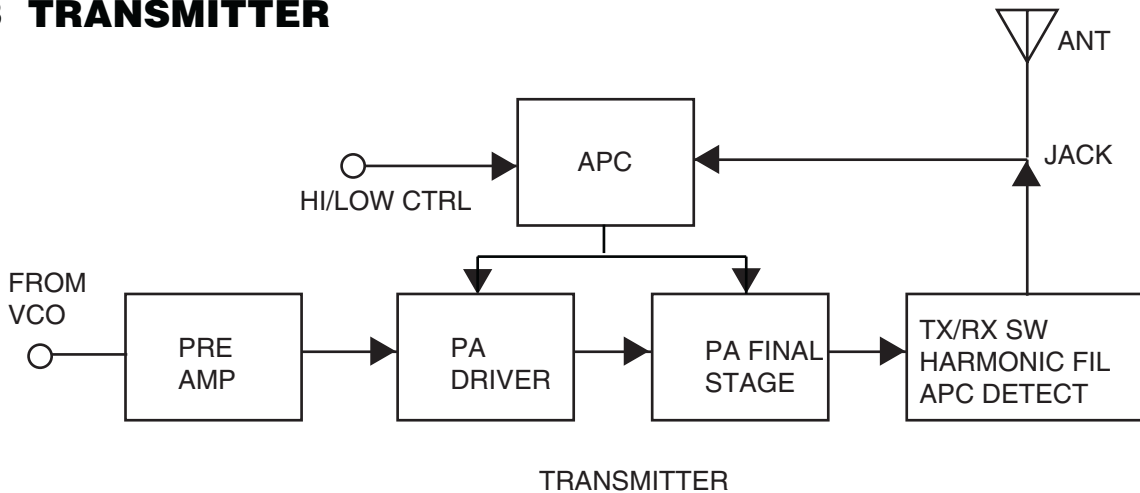 TRANSMITTER
ANT
APC
JACK
HI/LOW CTRL
FROM
VCO
PRE
AMP
PA
DRIVER
PA FINAL
STAGE
TX/RX SW
HARMONIC FIL
APC DETECT
TRANSMITTER